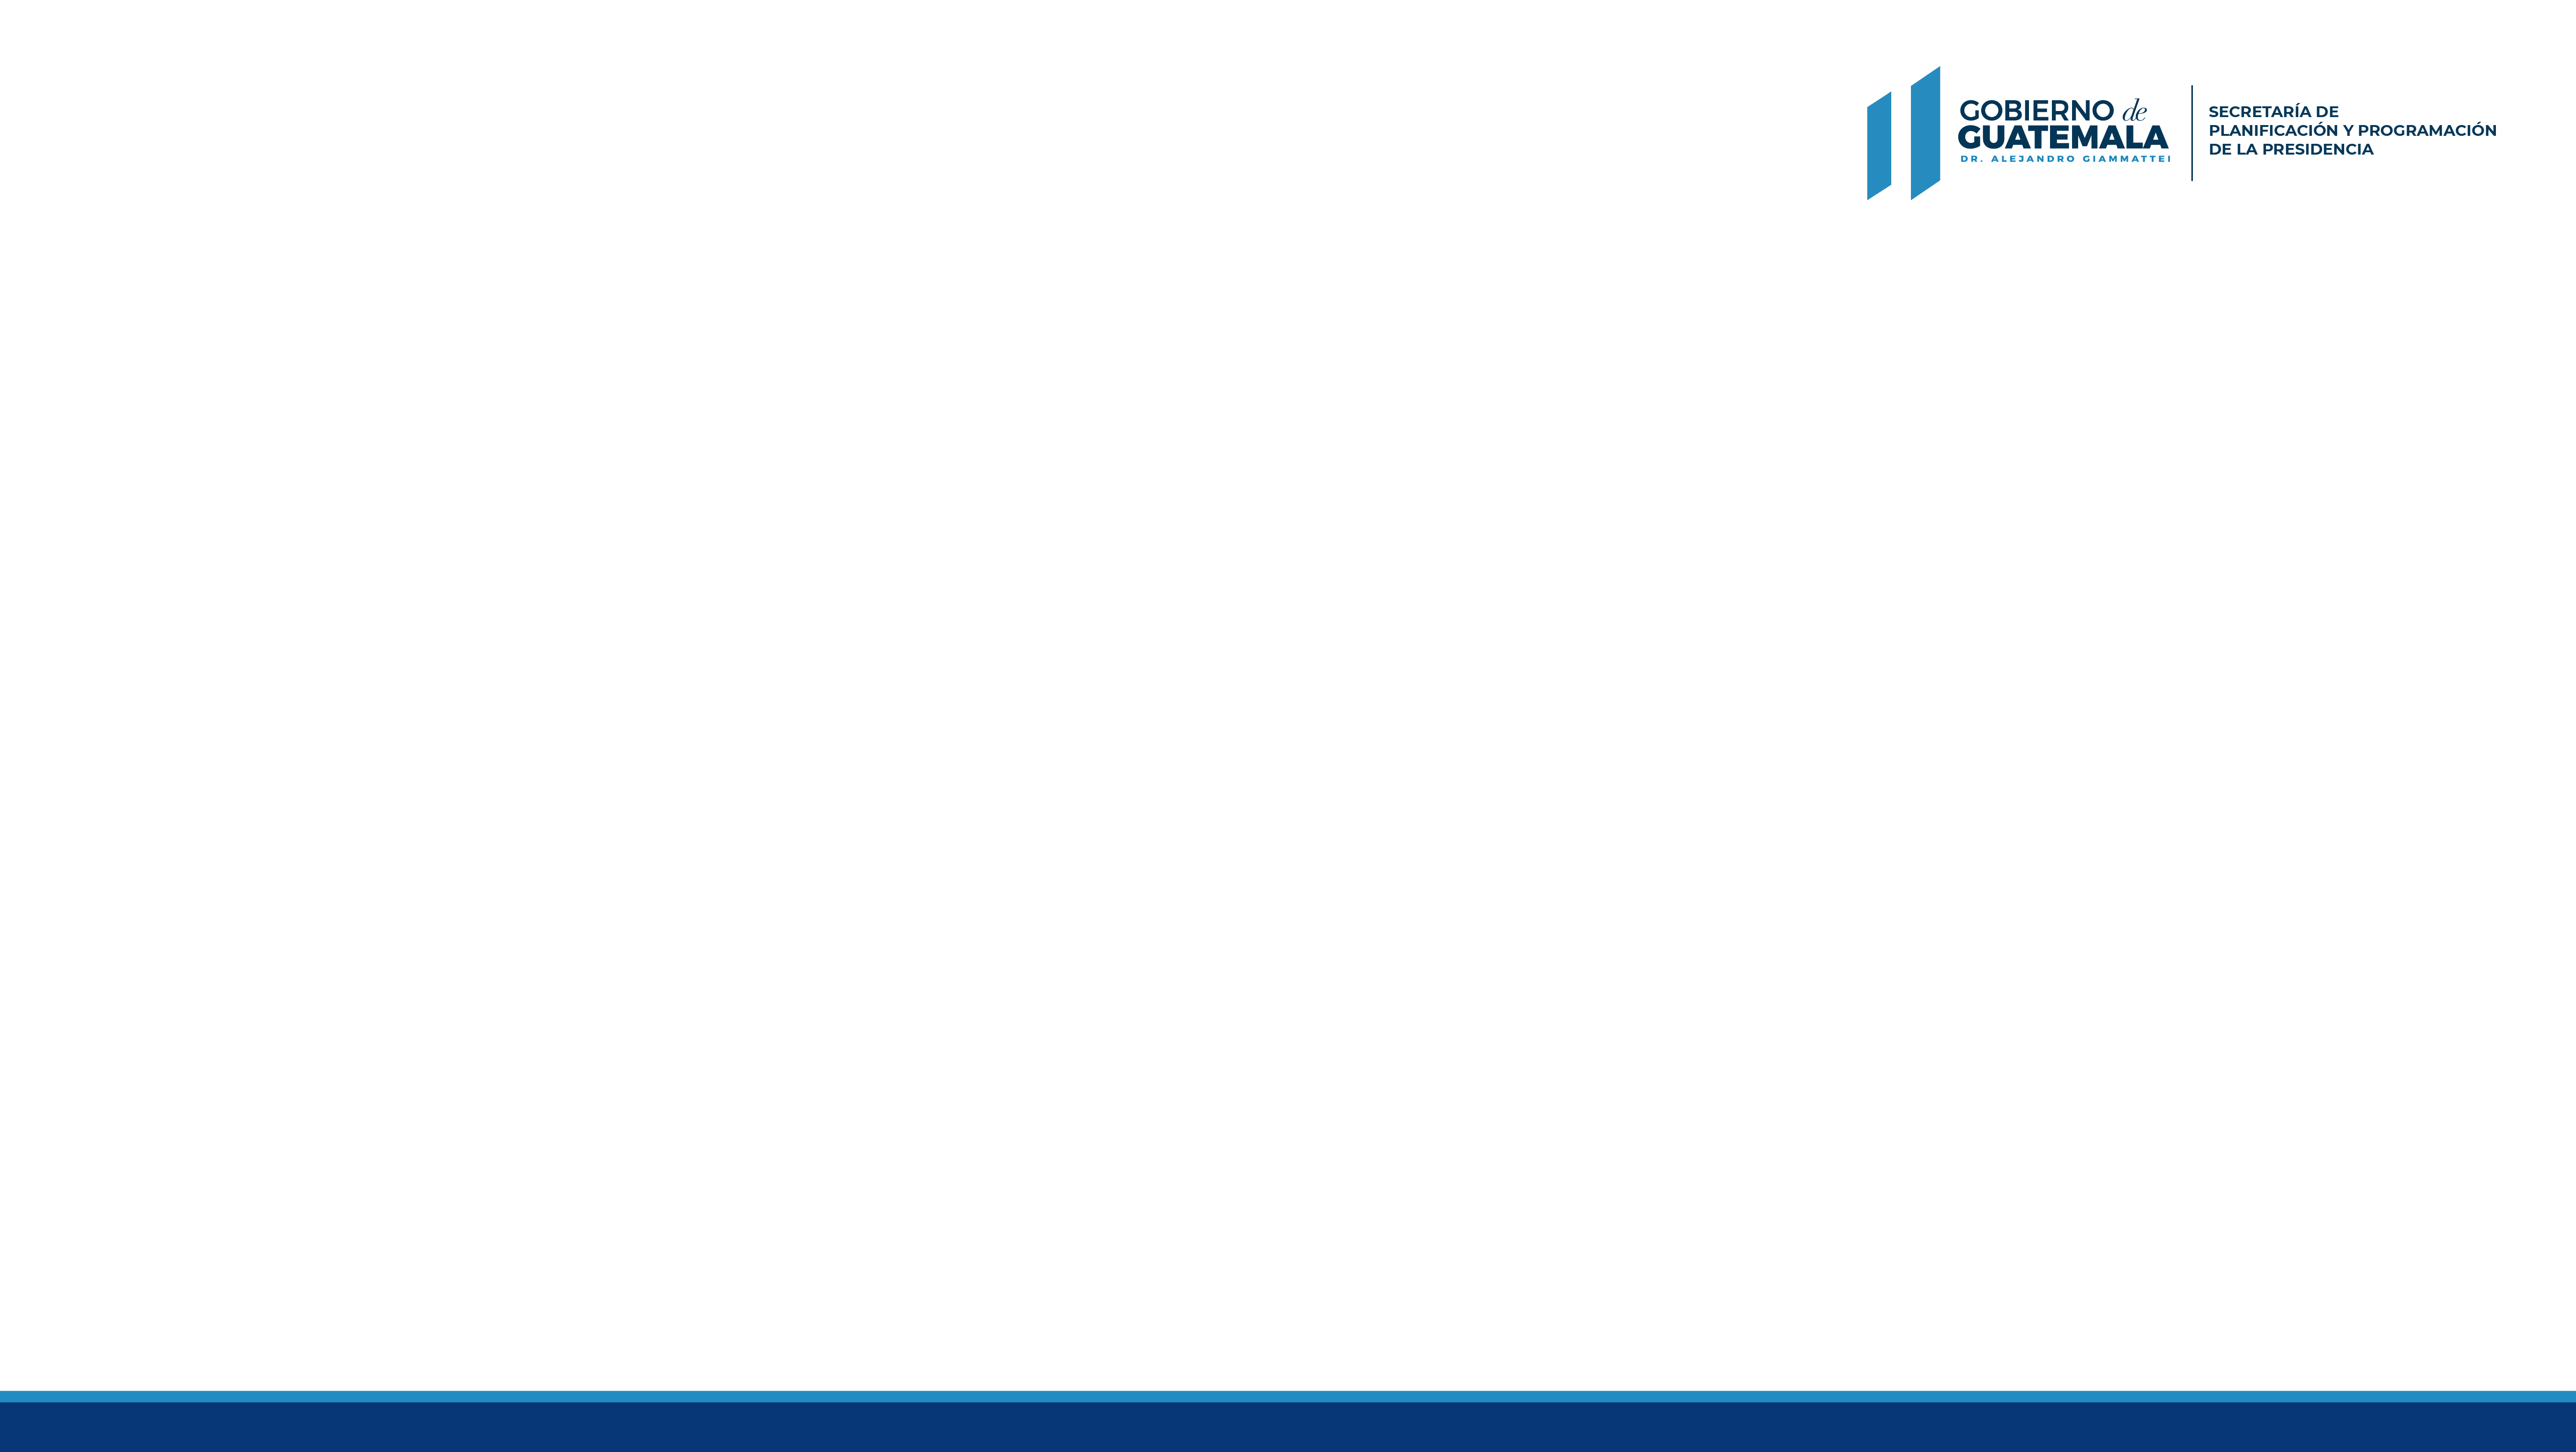 GOBIERNO de
GUATEMALA
DR. ALEJANDRO GIAMMATTEI
SECRETARÍA DE
PLANIFICACIÓN Y PROGRAMACIÓN
DE LA PRESIDENCIA